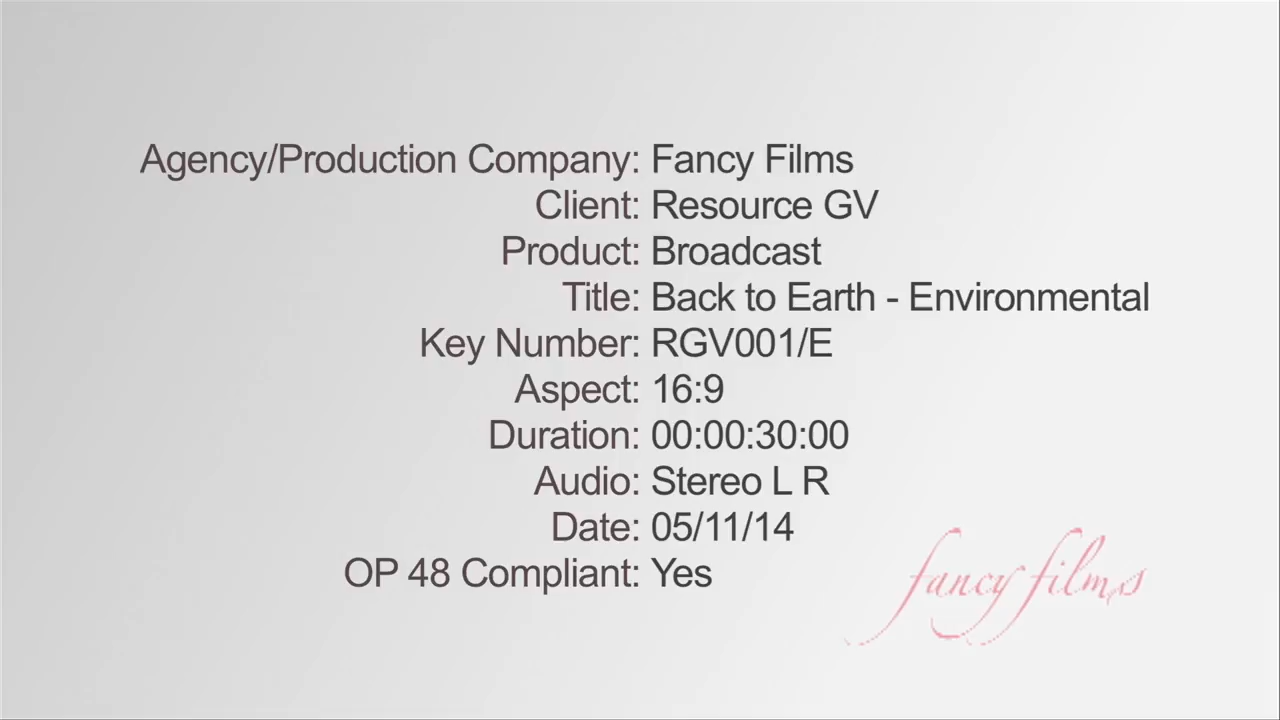 Agency/Production Company: Fancy Films
Client: Resource GV
Product: Broadcast
Title: Back to Earth - Environmental
Key Number: RGV001/E
Aspect: 16:9
Duration: 00:00:30:00
Audio: Stereo L R
Date: 05/11/14
OP 48 Compliant: Yes
fancy films